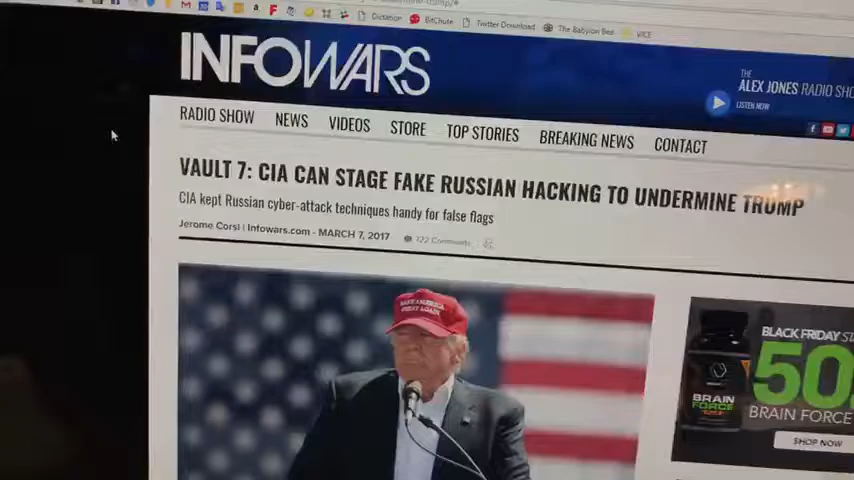 Dictation
BitChute
Twitter Download
The Babylon Bee
VICE
INFOWARS
THE
ALEX JONES RADIO SHO
LISTEN NOW
RADIO SHOW NEWS VIDEOS STORE TOP STORIES BREAKING NEWS CONTACT
VAULT 7: CIA CAN STAGE FAKE RUSSIAN HACKING TO UNDERMINE TRUMP
CIA kept Russian cyber-attack techniques handy for false flags
Jerome Corsi | Infowars.com - MARCH 7, 2017 122 Comments
MAKE AMERICA
GREAT AGAIN
BLACK FRIDAY
50
BRAIN FORCE
SHOP NOW
BRAIN
FORCE